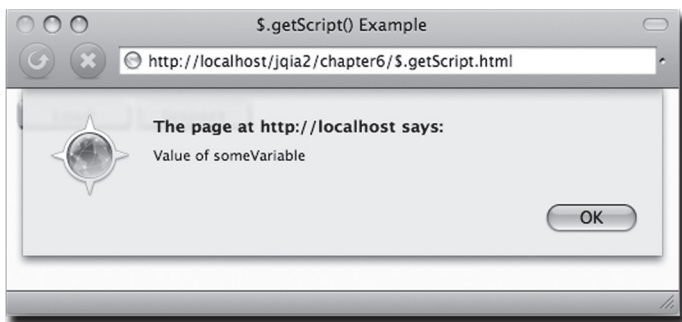 $.getScript() Example
http://localhost/jqia2/chapter6/$.getScript.html
The page at http://localhost says:
Value of someVariable
OK